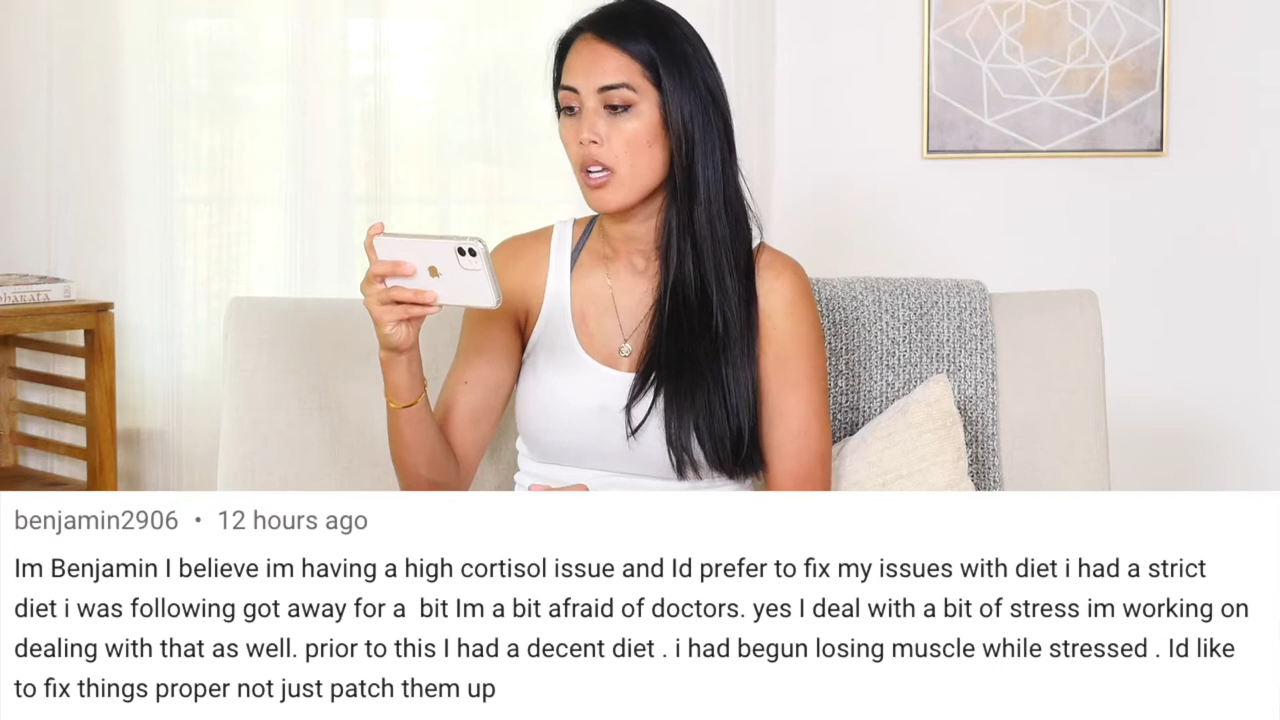 bhakata
benjamin2906 • 12 hours ago
Im Benjamin I believe im having a high cortisol issue and Id prefer to fix my issues with diet i had a strict
diet i was following got away for a  bit Im a bit afraid of doctors. yes I deal with a bit of stress im working on
dealing with that as well. prior to this I had a decent diet . i had begun losing muscle while stressed . Id like
to fix things proper not just patch them up